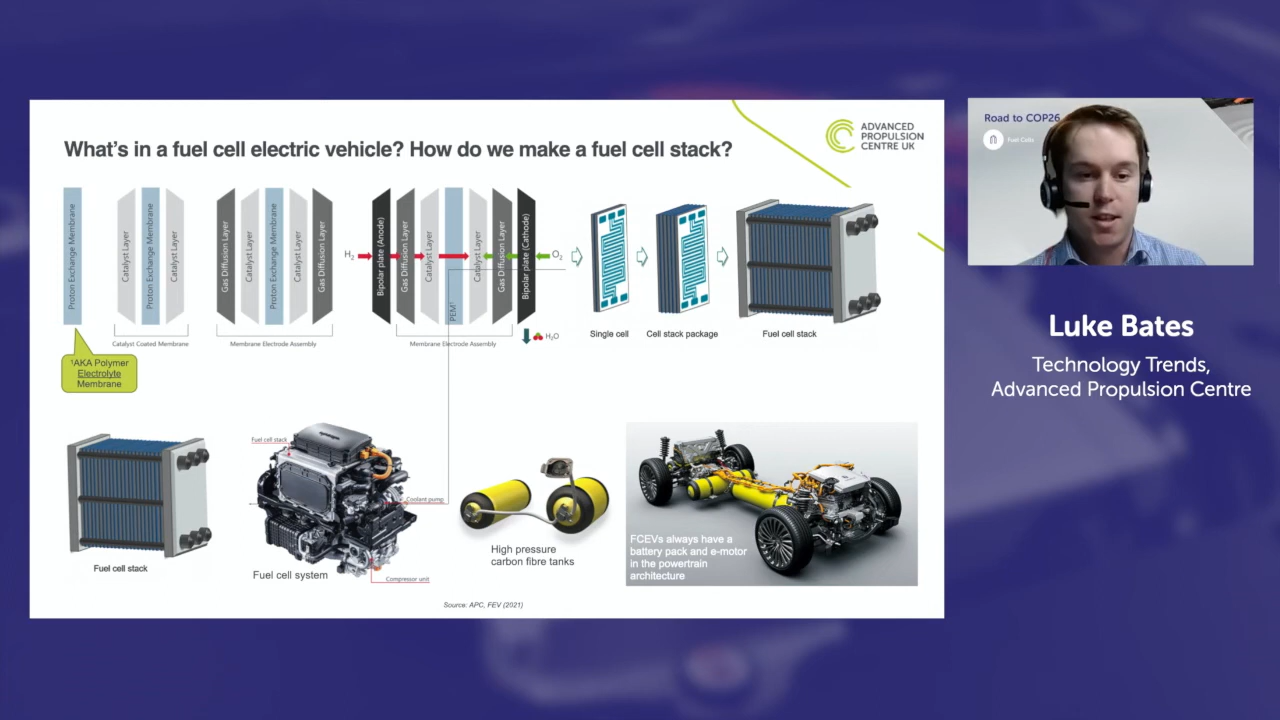 What's in a fuel cell electric vehicle? How do we make a fuel cell stack?
ADVANCED
PROPULSION
CENTRE UK
Proton Exchange Membrane
Catalyst Layer
Proton Exchange Membrane
Catalyst Layer
Catalyst Coated Membrane
Gas Diffusion Layer
Catalyst Layer
Proton Exchange Membrane
Catalyst Layer
Gas Diffusion Layer
Membrane Electrode Assembly
H₂
Bipolar plate (Anode)
Gas Diffusion Layer
Catalyst Layer
PEM¹
Catalyst Layer
Gas Diffusion Layer
Bipolar plate (Cathode)
O₂
Membrane Electrode Assembly
H₂O
Single cell
Cell stack package
Fuel cell stack
¹AKA Polymer
Electrolyte
Membrane
Fuel cell stack
Fuel cell stack
Coolant pump
Compressor unit
Fuel cell system
High pressure
carbon fibre tanks
FCEVs always have a
battery pack and e-motor
in the powertrain
architecture
Source: APC, FEV (2021)
Road to COP26
Fuel Cells
Luke Bates
Technology Trends,
Advanced Propulsion Centre